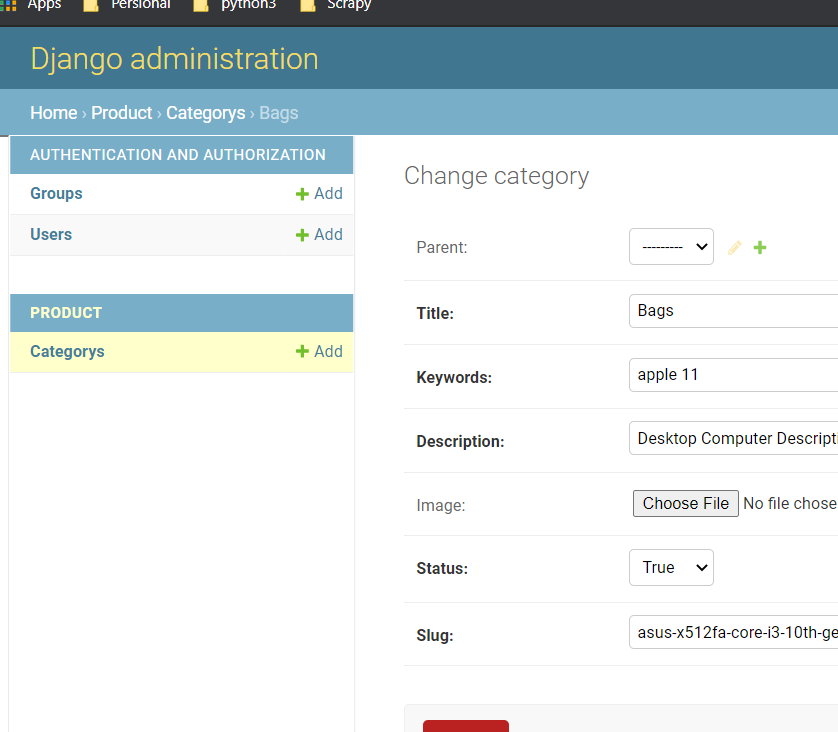 Apps Persional python3 Scrapy
Django administration
Home › Product › Categorys › Bags
AUTHENTICATION AND AUTHORIZATION
Groups + Add
Users + Add
PRODUCT
Categorys + Add
Change category
Parent: ---------
Title: Bags
Keywords: apple 11
Description: Desktop Computer Descripti
Image: Choose File No file chose
Status: True
Slug: asus-x512fa-core-i3-10th-ge